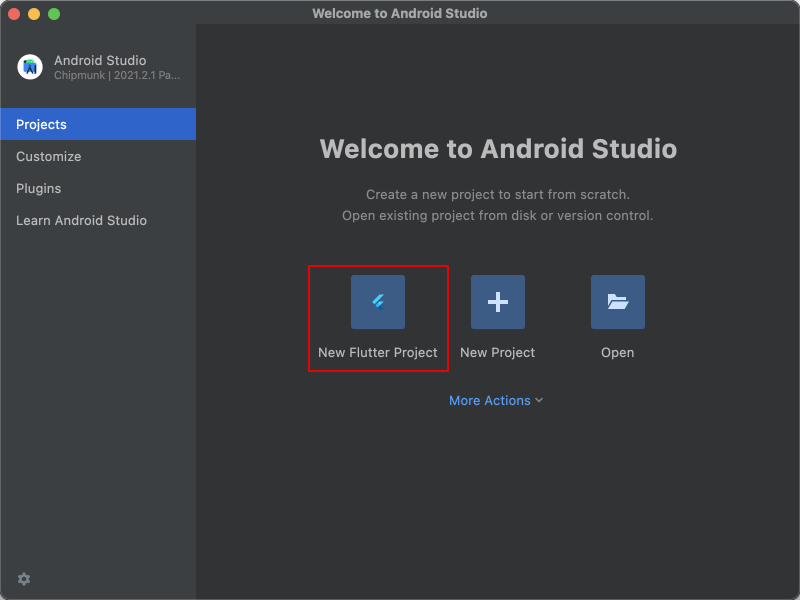 Welcome to Android Studio
Android Studio
Chipmunk | 2021.2.1 Pa...
Projects
Customize
Plugins
Learn Android Studio
Welcome to Android Studio
Create a new project to start from scratch.
Open existing project from disk or version control.
New Flutter Project
New Project
Open
More Actions